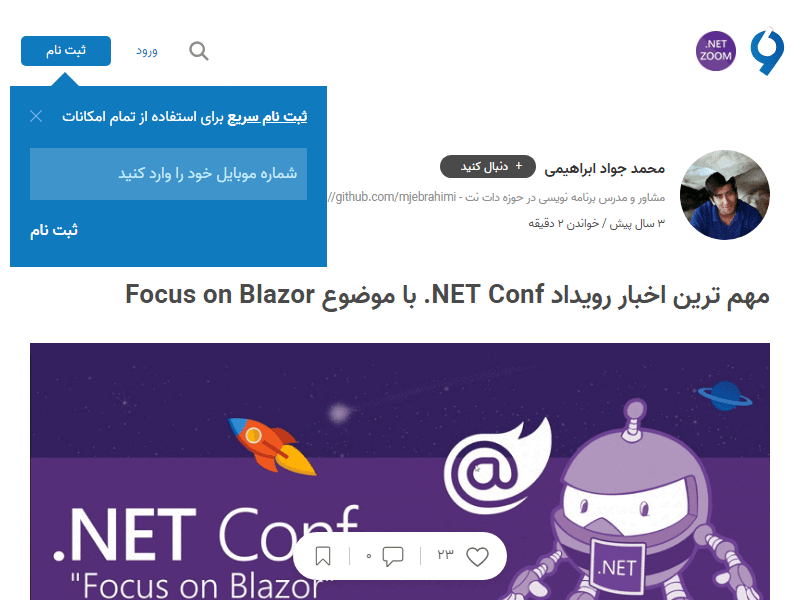 ثبت نام
ورود
.NET
ZOOM
ثبت نام سریع برای استفاده از تمام امکانات
شماره موبایل خود را وارد کنید
ثبت نام
محمد جواد ابراهیمی
+ دنبال کنید
مشاور و مدرس برنامه نویسی در حوزه دات نت - //github.com/mjebrahimi
۳ سال پیش / خواندن ۲ دقیقه
مهم ترین اخبار رویداد NET Conf. با موضوع Focus on Blazor
.NET Conf
"Focus on Blazor"
.NET
۰
۲۳